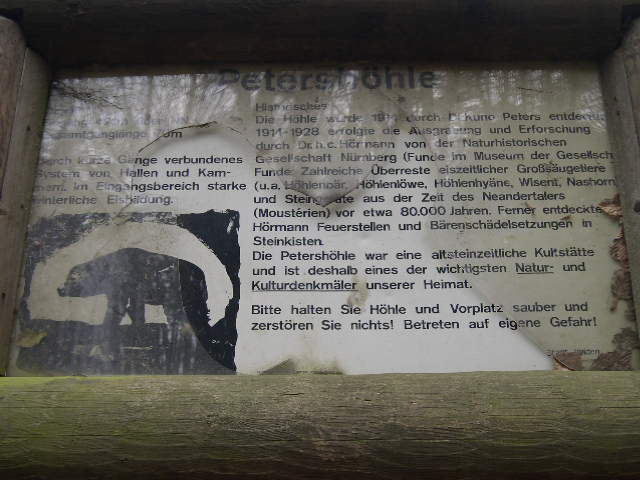 Petershöhle
NN
Durch kurze Gänge verbundenes
System von Hallen und Kam-
mern, im Eingangsbereich starke
winterliche Eisbildung.
Historisches
Die Höhle wurde durch Kuno Peters entdeckt.
1914-1928 erfolgte die Ausgrabung und Erforschung
durch Dr. h. c. Hörmann von der Naturhistorischen
Gesellschaft Nürnberg (Funde im Museum der Gesellsch
Funde: Zahlreiche Überreste eiszeitlicher Großsäugetiere
(u. a. Höhlenbär, Höhlenlöwe, Höhlenhyäne, Wisent, Nashorn
und Steingeräte aus der Zeit des Neandertalers
(Moustérien) vor etwa 80.000 Jahren. Ferner entdeckte
Hörmann Feuerstellen und Bärenschädelsetzungen in
Steinkisten.
Die Petershöhle war eine altsteinzeitliche Kultstätte
und ist deshalb eines der wichtigsten Natur- und
Kulturdenkmäler unserer Heimat.
Bitte halten Sie Höhle und Vorplatz sauber und
zerstören Sie nichts! Betreten auf eigene Gefahr!